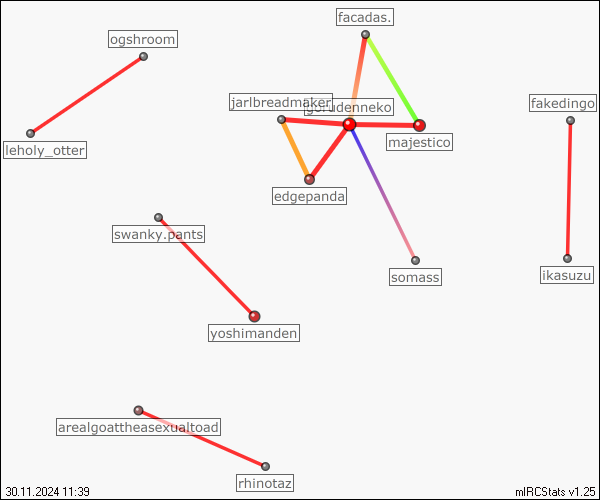 facadas.
ogshroom
jarlbreadmaker
gorudenneko
fakedingo
majestico
leholy_otter
edgepanda
swanky.pants
somass
ikasuzu
yoshimanden
arealgoattheasexualtoad
rhinotaz
30.11.2024 11:39
mIRCStats v1.25